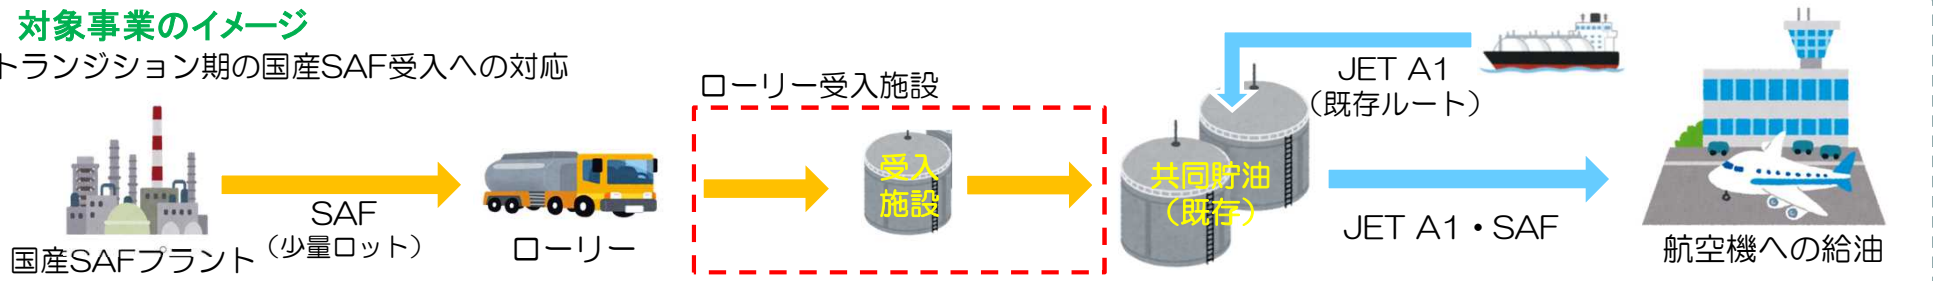 対象事業のイメージ
トランジション期の国産SAF受入への対応
ローリー受入施設
JET A1
（既存ルート）
受入
施設
共同貯油
（既存）
SAF
（少量ロット）
国産SAFプラント
ローリー
JET A1・SAF
航空機への給油